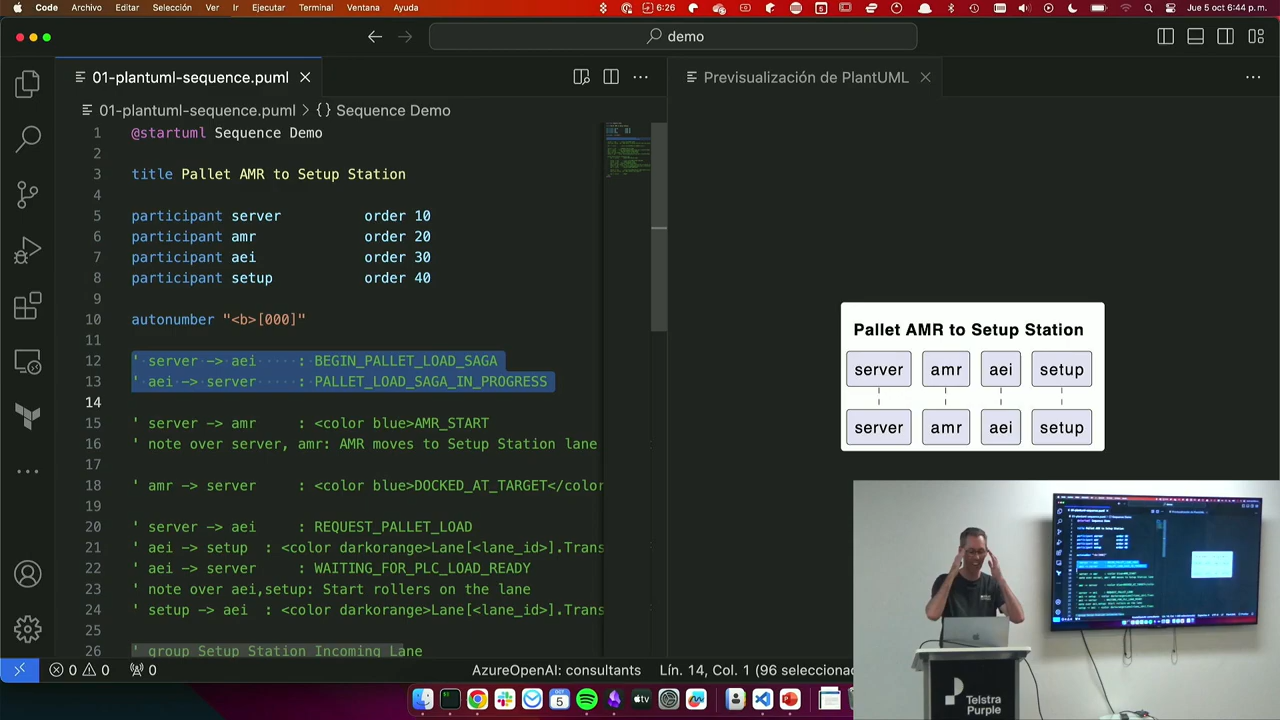 Code Archivo Edición Selección Ver Ir Ejecutar Terminal Ventana Ayuda 6:26 Jue 5 oct 6:44 p.m.
demo
01-plantuml-sequence.puml
Previsualización de PlantUML
01-plantuml-sequence.puml > {} Sequence Demo
1 @startuml Sequence Demo
2
3 title Pallet AMR to Setup Station
4
5 participant server order 10
6 participant amr order 20
7 participant aei order 30
8 participant setup order 40
9
10 autonumber "<b>[000]"
11
12 ' server -> aei : BEGIN_PALLET_LOAD_SAGA
13 ' aei -> server : PALLET_LOAD_SAGA_IN_PROGRESS
14
15 ' server -> amr : <color blue>AMR_START
16 ' note over server, amr: AMR moves to Setup Station lane
17
18 ' amr -> server : <color blue>DOCKED_AT_TARGET</color
19
20 ' server -> aei : REQUEST_PALLET_LOAD
21 ' aei -> setup : <color darkorange>Lane[<lane_id>].Trans
22 ' aei -> server : WAITING_FOR_PLC_LOAD_READY
23 ' note over aei,setup: Start rollers on the lane
24 ' setup -> aei : <color darkorange>Lane[<lane_id>].Trans
25
26 ' group Setup Station Incoming Lane
Pallet AMR to Setup Station
server amr aei setup
server amr aei setup
Telstra
Purple
0 0 0 AzureOpenAI: consultants Lín. 14, Col. 1 (96 selecciona